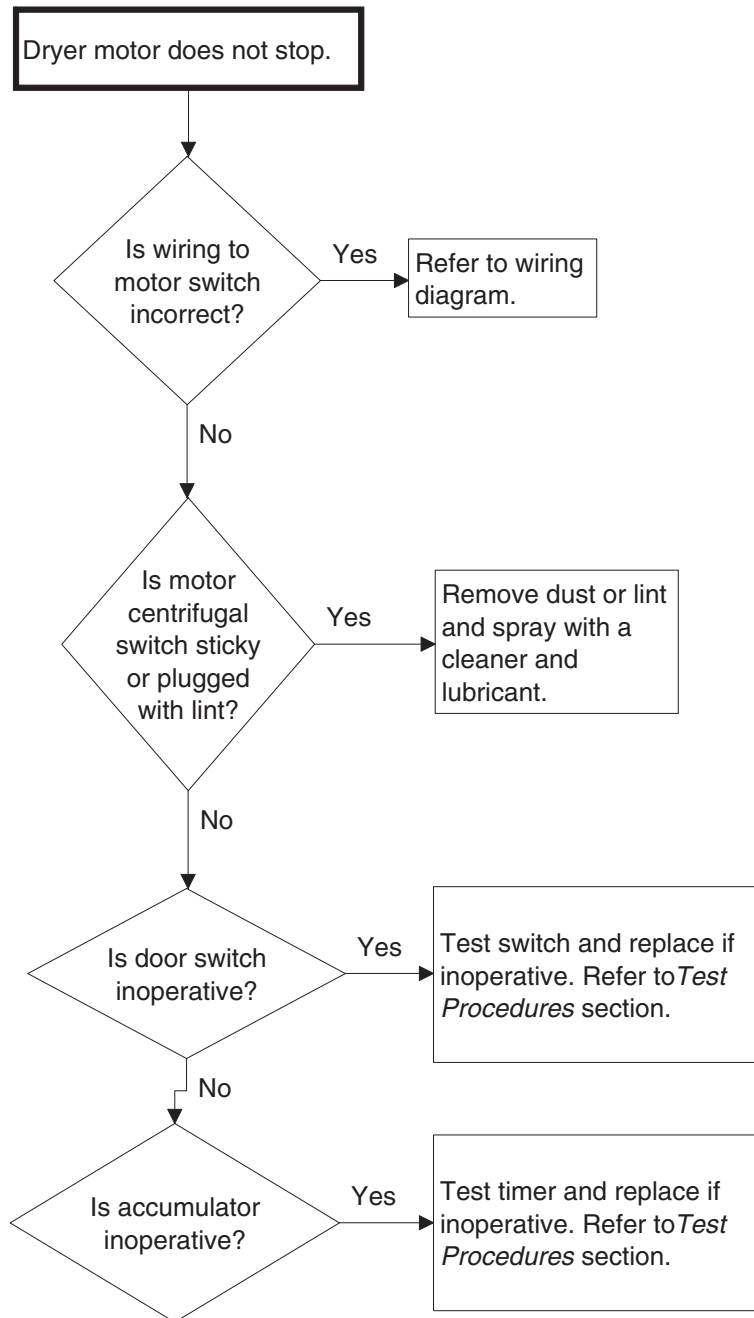 Dryer motor does not stop.
Is wiring to
motor switch
incorrect?
Yes
Refer to wiring
diagram.
No
Is motor
centrifugal
switch sticky
or plugged
with lint?
Yes
Remove dust or lint
and spray with a
cleaner and
lubricant.
No
Is door switch
inoperative?
Yes
Test switch and replace if
inoperative. Refer toTest
Procedures section.
No
Is accumulator
inoperative?
Yes
Test timer and replace if
inoperative. Refer toTest
Procedures section.